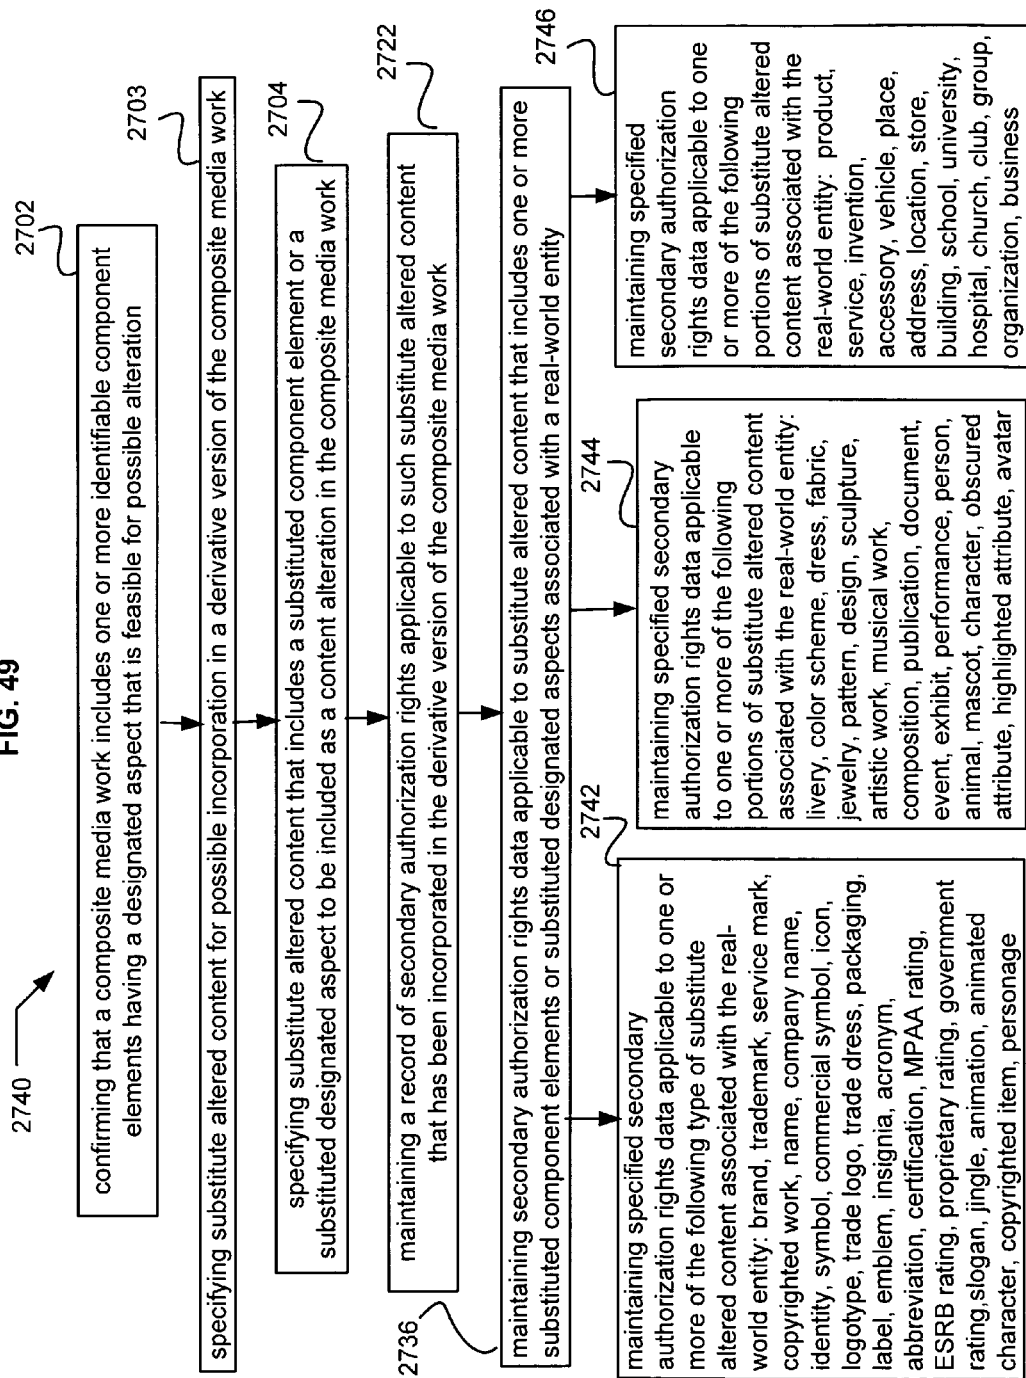 FIG. 49
2740
2702
confirming that a composite media work includes one or more identifiable component
elements having a designated aspect that is feasible for possible alteration
2703
specifying substitute altered content for possible incorporation in a derivative version of the composite media work
2704
specifying substitute altered content that includes a substituted component element or a
substituted designated aspect to be included as a content alteration in the composite media work
2722
maintaining a record of secondary authorization rights applicable to such substitute altered content
that has been incorporated in the derivative version of the composite media work
2736
maintaining secondary authorization rights data applicable to substitute altered content that includes one or more
substituted component elements or substituted designated aspects associated with a real-world entity
2742
maintaining specified secondary
authorization rights data applicable to one or
more of the following type of substitute
altered content associated with the real-
world entity: brand, trademark, service mark,
copyrighted work, name, company name,
identity, symbol, commercial symbol, icon,
logotype, trade logo, trade dress, packaging,
label, emblem, insignia, acronym,
abbreviation, certification, MPAA rating,
ESRB rating, proprietary rating, government
rating,slogan, jingle, animation, animated
character, copyrighted item, personage
2744
maintaining specified secondary
authorization rights data applicable
to one or more of the following
portions of substitute altered content
associated with the real-world entity:
livery, color scheme, dress, fabric,
jewelry, pattern, design, sculpture,
artistic work, musical work,
composition, publication, document,
event, exhibit, performance, person,
animal, mascot, character, obscured
attribute, highlighted attribute, avatar
2746
maintaining specified
secondary authorization
rights data applicable to one
or more of the following
portions of substitute altered
content associated with the
real-world entity: product,
service, invention,
accessory, vehicle, place,
address, location, store,
building, school, university,
hospital, church, club, group,
organization, business